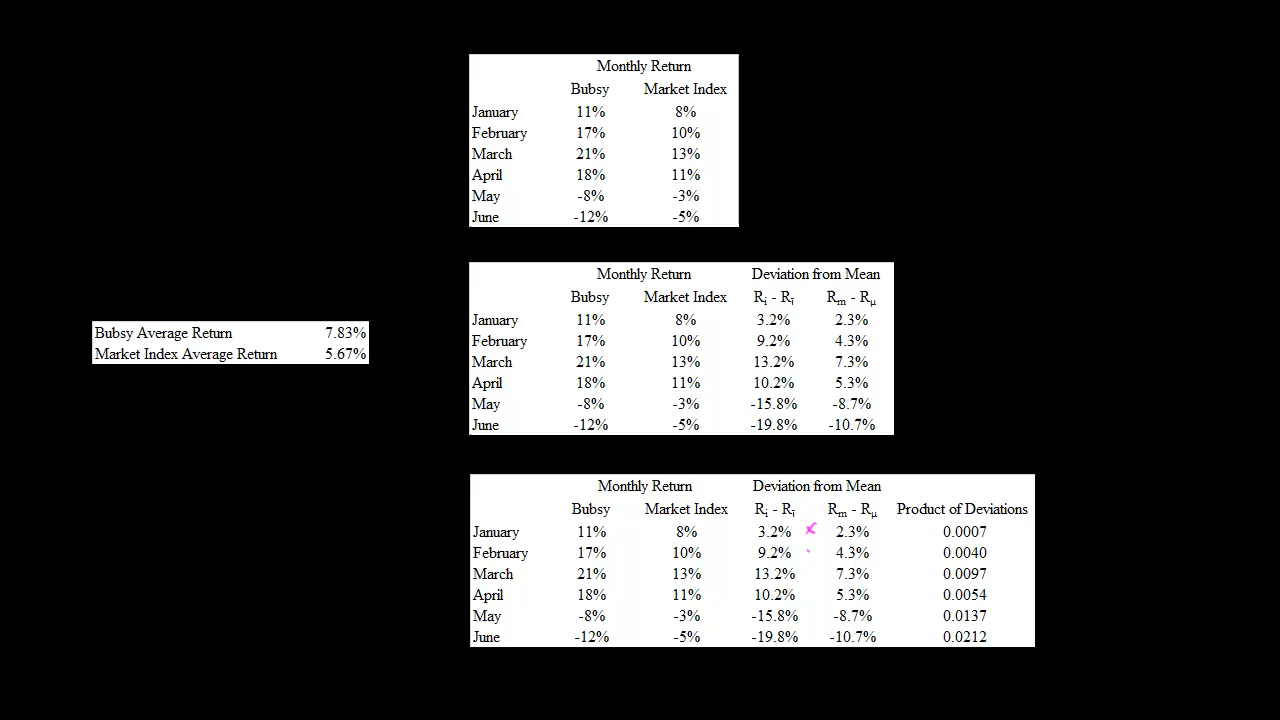 Monthly Return
Bubsy Market Index
January 11% 8%
February 17% 10%
March 21% 13%
April 18% 11%
May -8% -3%
June -12% -5%
Bubsy Average Return 7.83%
Market Index Average Return 5.67%
Monthly Return Deviation from Mean
Bubsy Market Index Ri - Rī Rm - Rμ
January 11% 8% 3.2% 2.3%
February 17% 10% 9.2% 4.3%
March 21% 13% 13.2% 7.3%
April 18% 11% 10.2% 5.3%
May -8% -3% -15.8% -8.7%
June -12% -5% -19.8% -10.7%
Monthly Return Deviation from Mean
Bubsy Market Index Ri - Rī Rm - Rμ Product of Deviations
January 11% 8% 3.2% x 2.3% 0.0007
February 17% 10% 9.2% 4.3% 0.0040
March 21% 13% 13.2% 7.3% 0.0097
April 18% 11% 10.2% 5.3% 0.0054
May -8% -3% -15.8% -8.7% 0.0137
June -12% -5% -19.8% -10.7% 0.0212